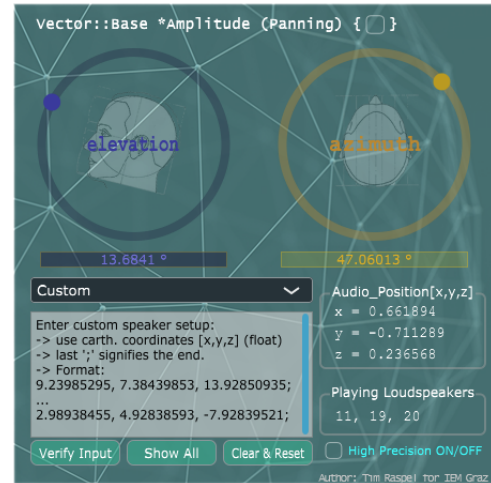 Vector::Base *Amplitude (Panning) { }
elevation
azimuth
13.6841 °
47.06013 °
Custom
Enter custom speaker setup:
-> use carth. coordinates [x,y,z] (float)
-> last ';' signifies the end.
-> Format:
9.23985295, 7.38439853, 13.92850935;
...
2.98938455, 4.92838593, -7.92839521;
Verify Input
Show All
Clear & Reset
Audio_Position[x,y,z]
x = 0.661894
y = -0.711289
z = 0.236568
Playing Loudspeakers
11, 19, 20
High Precision ON/OFF
Author: Tim Raspel for IEM Graz